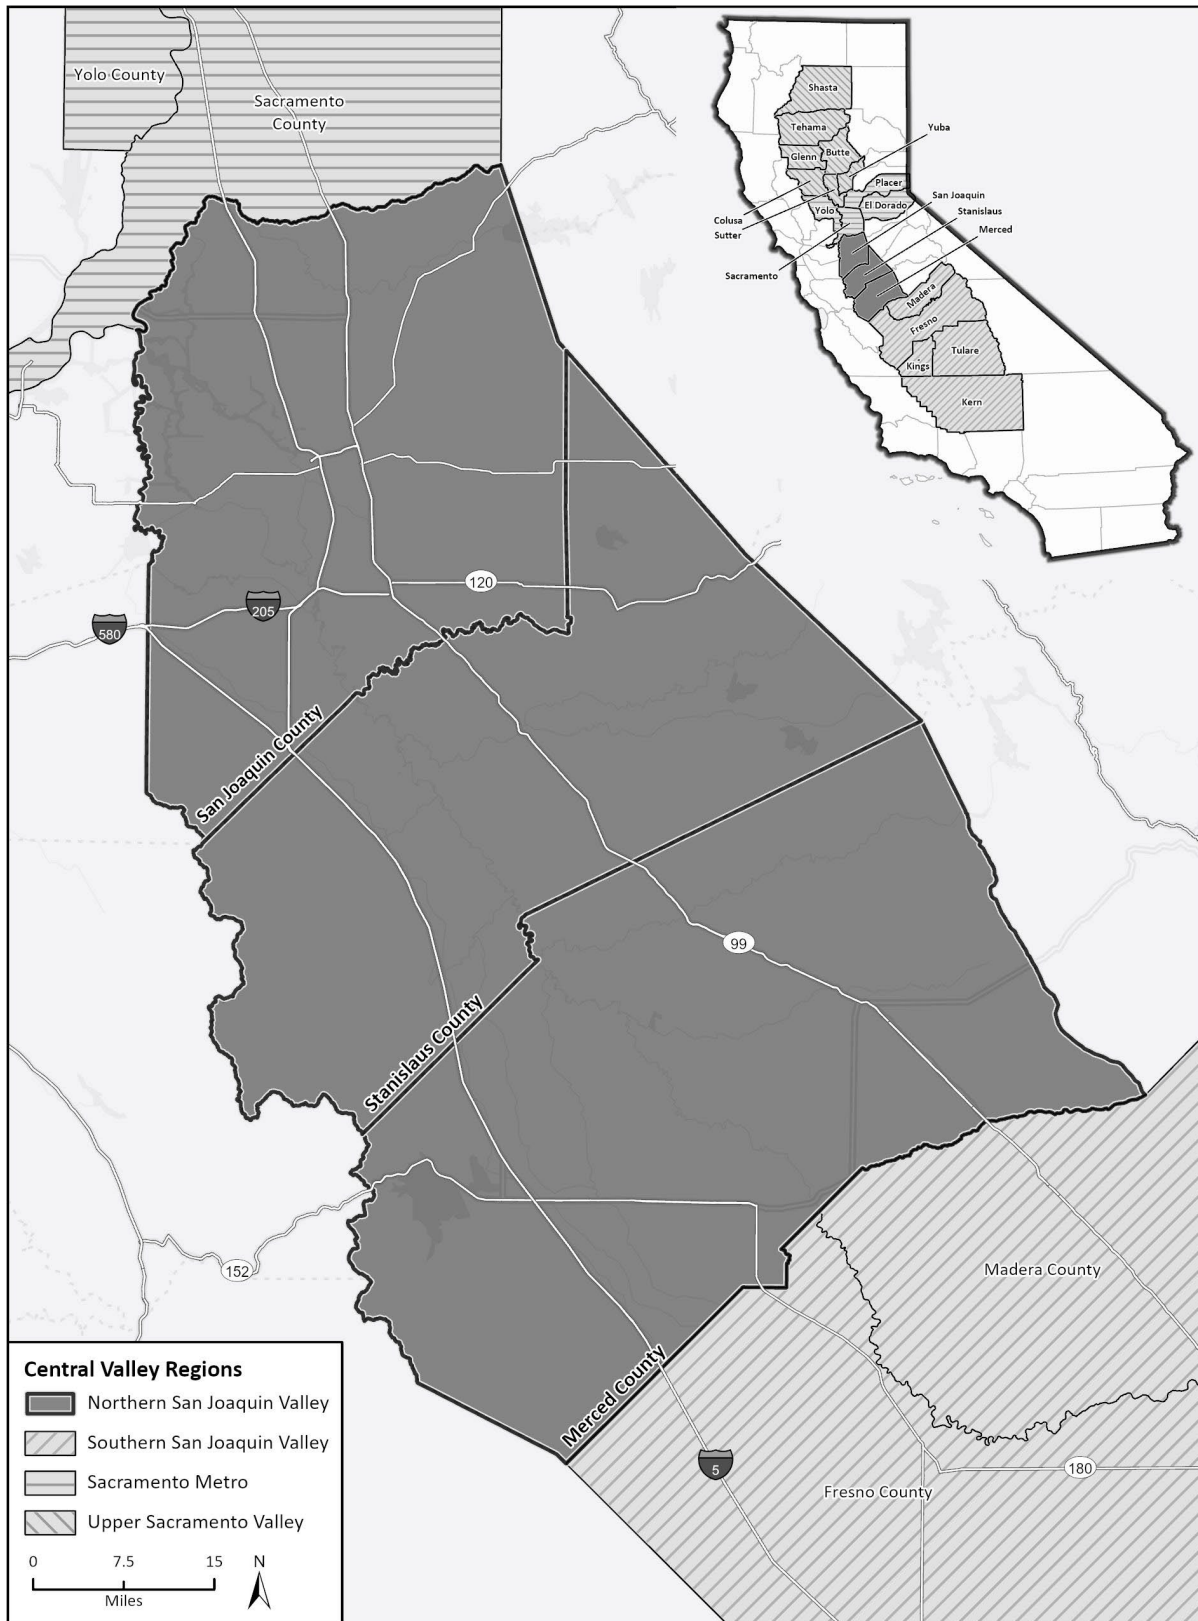 Yolo County
Sacramento
County
Shasta
Tehama
Yuba
Glenn
Butte
Placer
San Joaquin
El Dorado
Stanislaus
Yolo
Colusa
Sutter
Merced
Sacramento
Madera
Fresno
Tulare
Kings
Kern
120
205
580
San Joaquin County
99
Stanislaus County
152
Madera County
Merced County
5
180
Fresno County
Central Valley Regions
Northern San Joaquin Valley
Southern San Joaquin Valley
Sacramento Metro
Upper Sacramento Valley
0 7.5 15
Miles
N